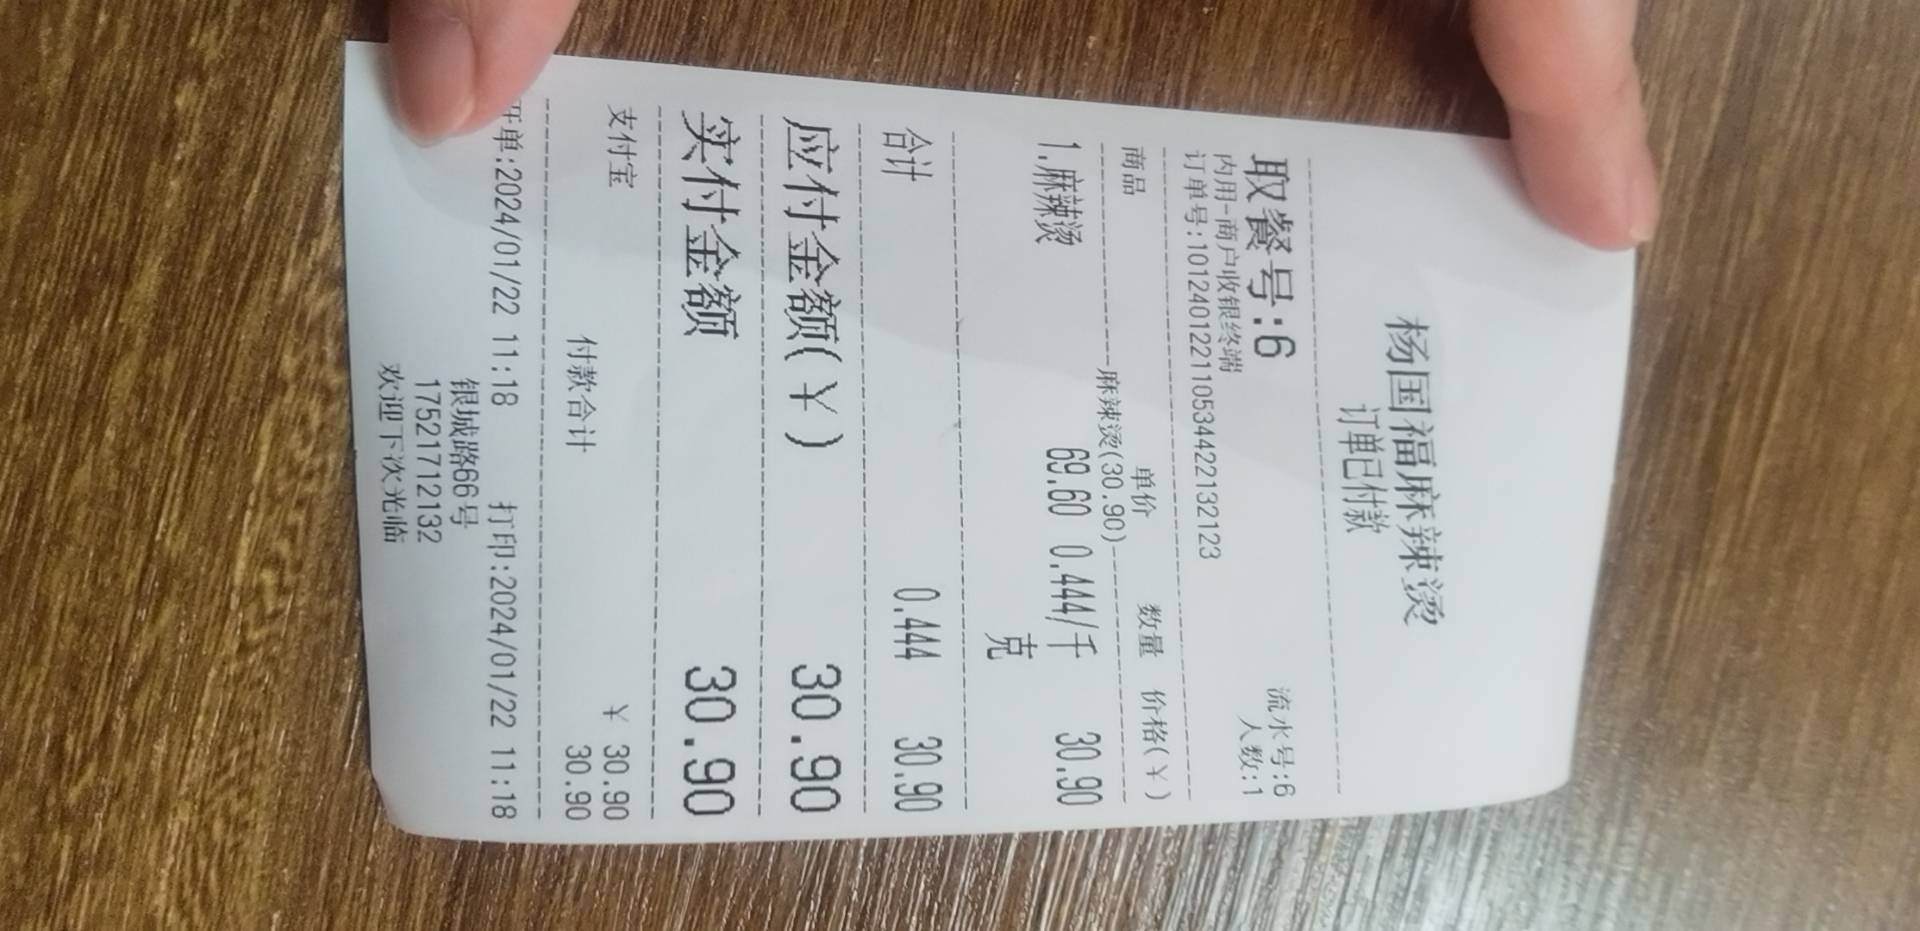 杨国福麻辣烫
订单已付款
取餐号:6 流水号:6
内用-商户收银终端 人数:1
订单号:10124012211053442213​2123
商品 单价 数量 价格(¥)
麻辣烫(30.90)
1.麻辣烫 69.60 0.444/千 30.90
克
合计 0.444 30.90
应付金额(¥) 30.90
实付金额 30.90
支付宝 ¥ 30.90
付款合计 30.90
开单:2024/01/22 11:18 打印:2024/01/22 11:18
银城路66号
17521712132
欢迎下次光临